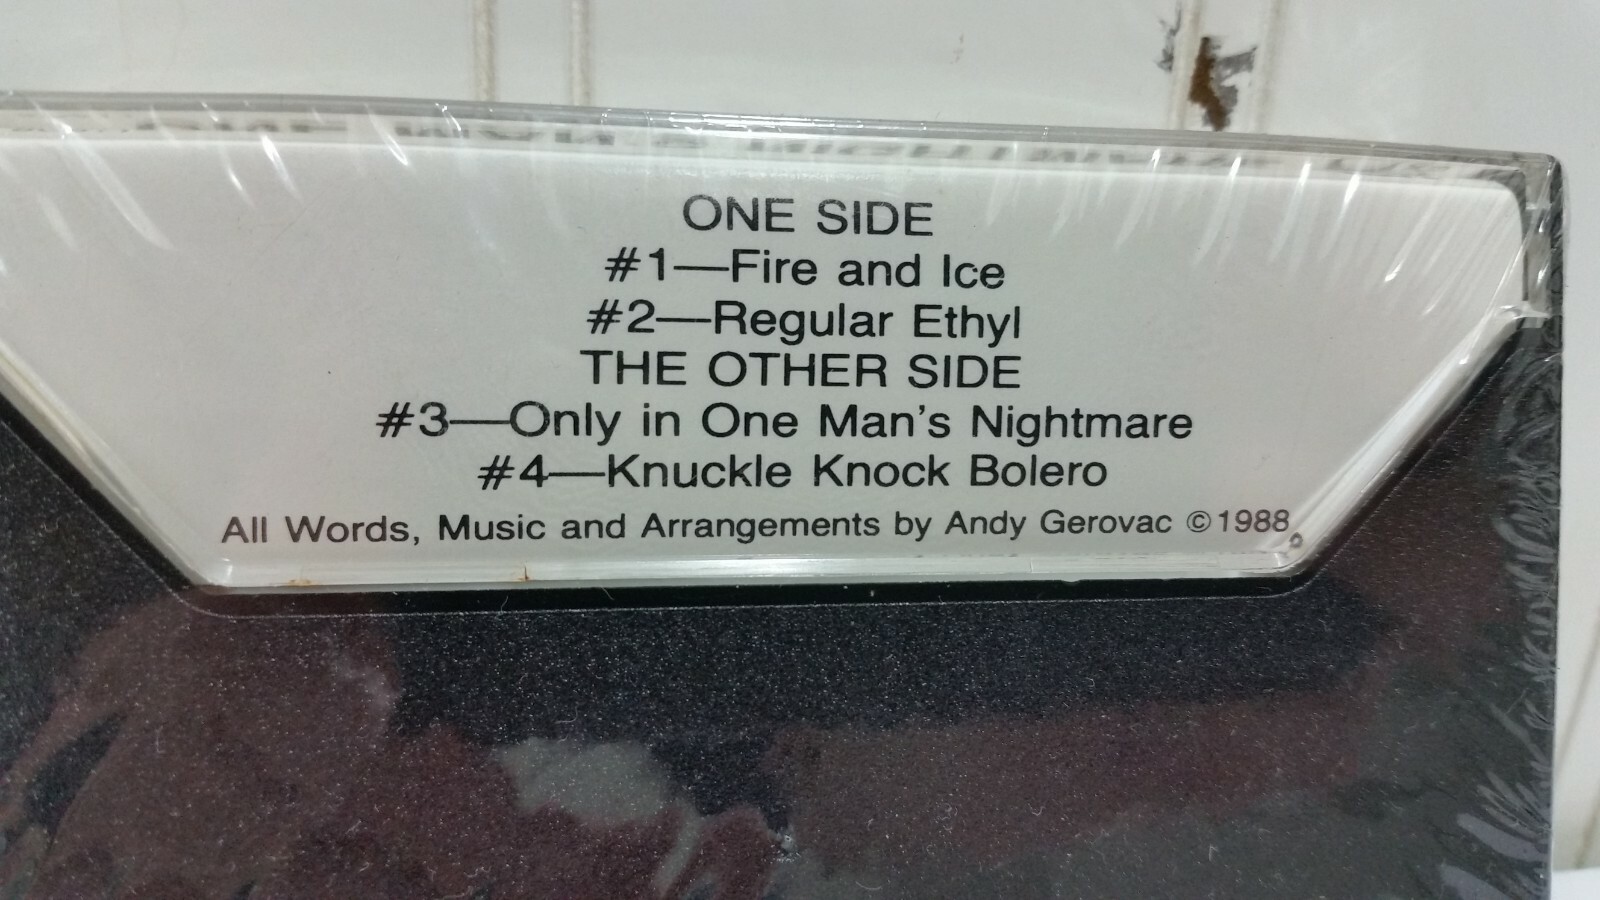 ONE SIDE
#1—Fire and Ice
#2—Regular Ethyl
THE OTHER SIDE
#3—Only in One Man's Nightmare
#4—Knuckle Knock Bolero
All Words, Music and Arrangements by Andy Gerovac ©1988